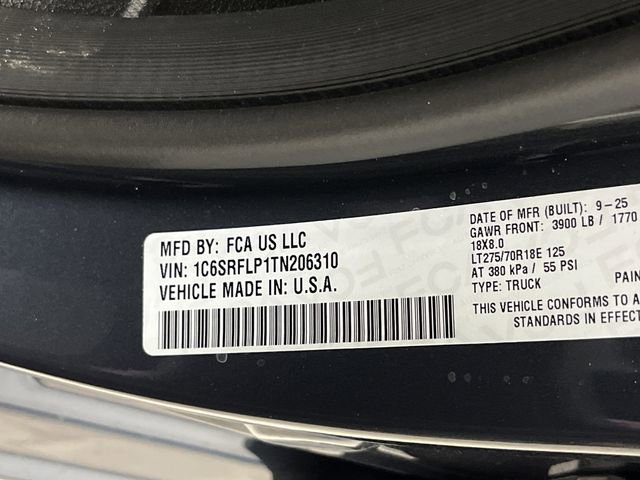 MFD BY: FCA US LLC
VIN: 1C6SRFLP1TN206310
VEHICLE MADE IN: U.S.A.
DATE OF MFR (BUILT): 9-25
GAWR FRONT: 3900 LB / 1770
18X8.0
LT275/70R18E 125
AT 380 kPa / 55 PSI
TYPE: TRUCK
PAIN
THIS VEHICLE CONFORMS TO A
STANDARDS IN EFFECT